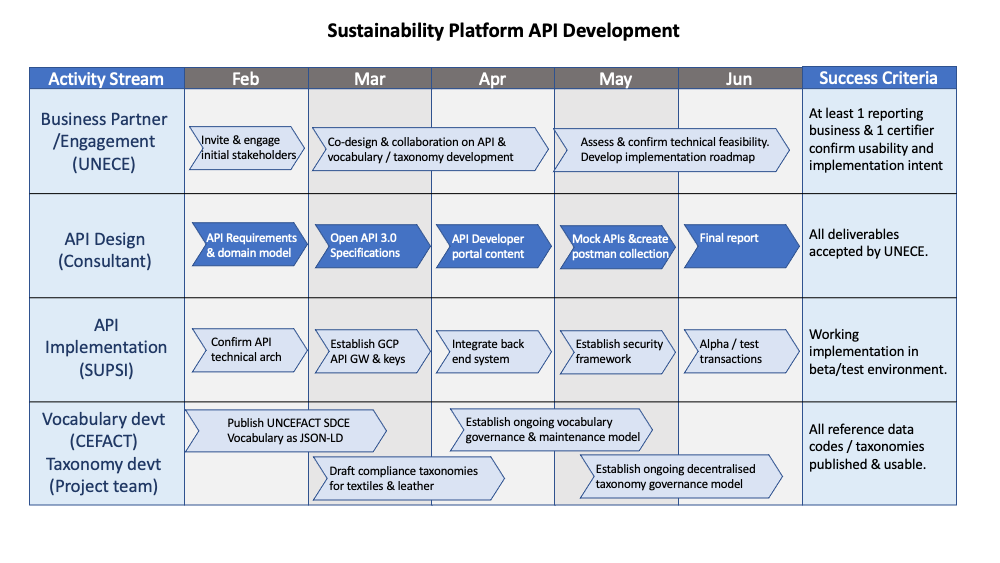 Sustainability Platform API Development
Activity Stream
Feb
Mar
Apr
May
Jun
Success Criteria
Business Partner
/Engagement
(UNECE)
Invite & engage
initial stakeholders
Co-design & collaboration on API &
vocabulary / taxonomy development
Assess & confirm technical feasibility.
Develop implementation roadmap
At least 1 reporting
business & 1 certifier
confirm usability and
implementation intent
API Design
(Consultant)
API Requirements
& domain model
Open API 3.0
Specifications
API Developer
portal content
Mock APIs &create
postman collection
Final report
All deliverables
accepted by UNECE.
API
Implementation
(SUPSI)
Confirm API
technical arch
Establish GCP
API GW & keys
Integrate back
end system
Establish security
framework
Alpha / test
transactions
Working
implementation in
beta/test environment.
Vocabulary devt
(CEFACT)
Taxonomy devt
(Project team)
Publish UNCEFACT SDCE
Vocabulary as JSON-LD
Establish ongoing vocabulary
governance & maintenance model
Draft compliance taxonomies
for textiles & leather
Establish ongoing decentralised
taxonomy governance model
All reference data
codes / taxonomies
published & usable.